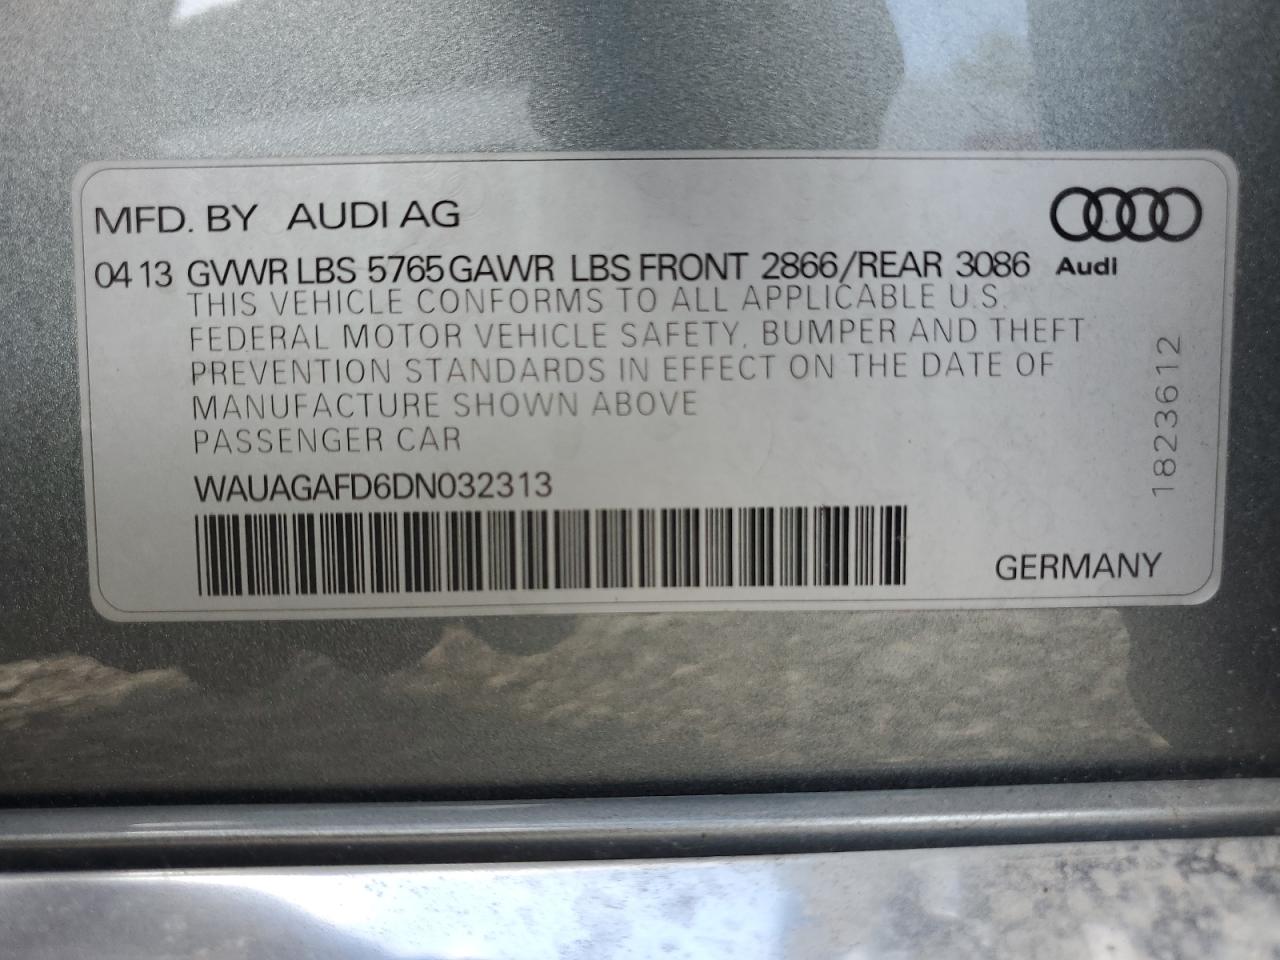 MFD. BY AUDI AG
04 13 GVWR LBS 5765 GAWR LBS FRONT 2866/REAR 3086
Audi
THIS VEHICLE CONFORMS TO ALL APPLICABLE U.S.
FEDERAL MOTOR VEHICLE SAFETY, BUMPER AND THEFT
PREVENTION STANDARDS IN EFFECT ON THE DATE OF
MANUFACTURE SHOWN ABOVE
PASSENGER CAR
WAUAGAFD6DN032313
GERMANY
1823612